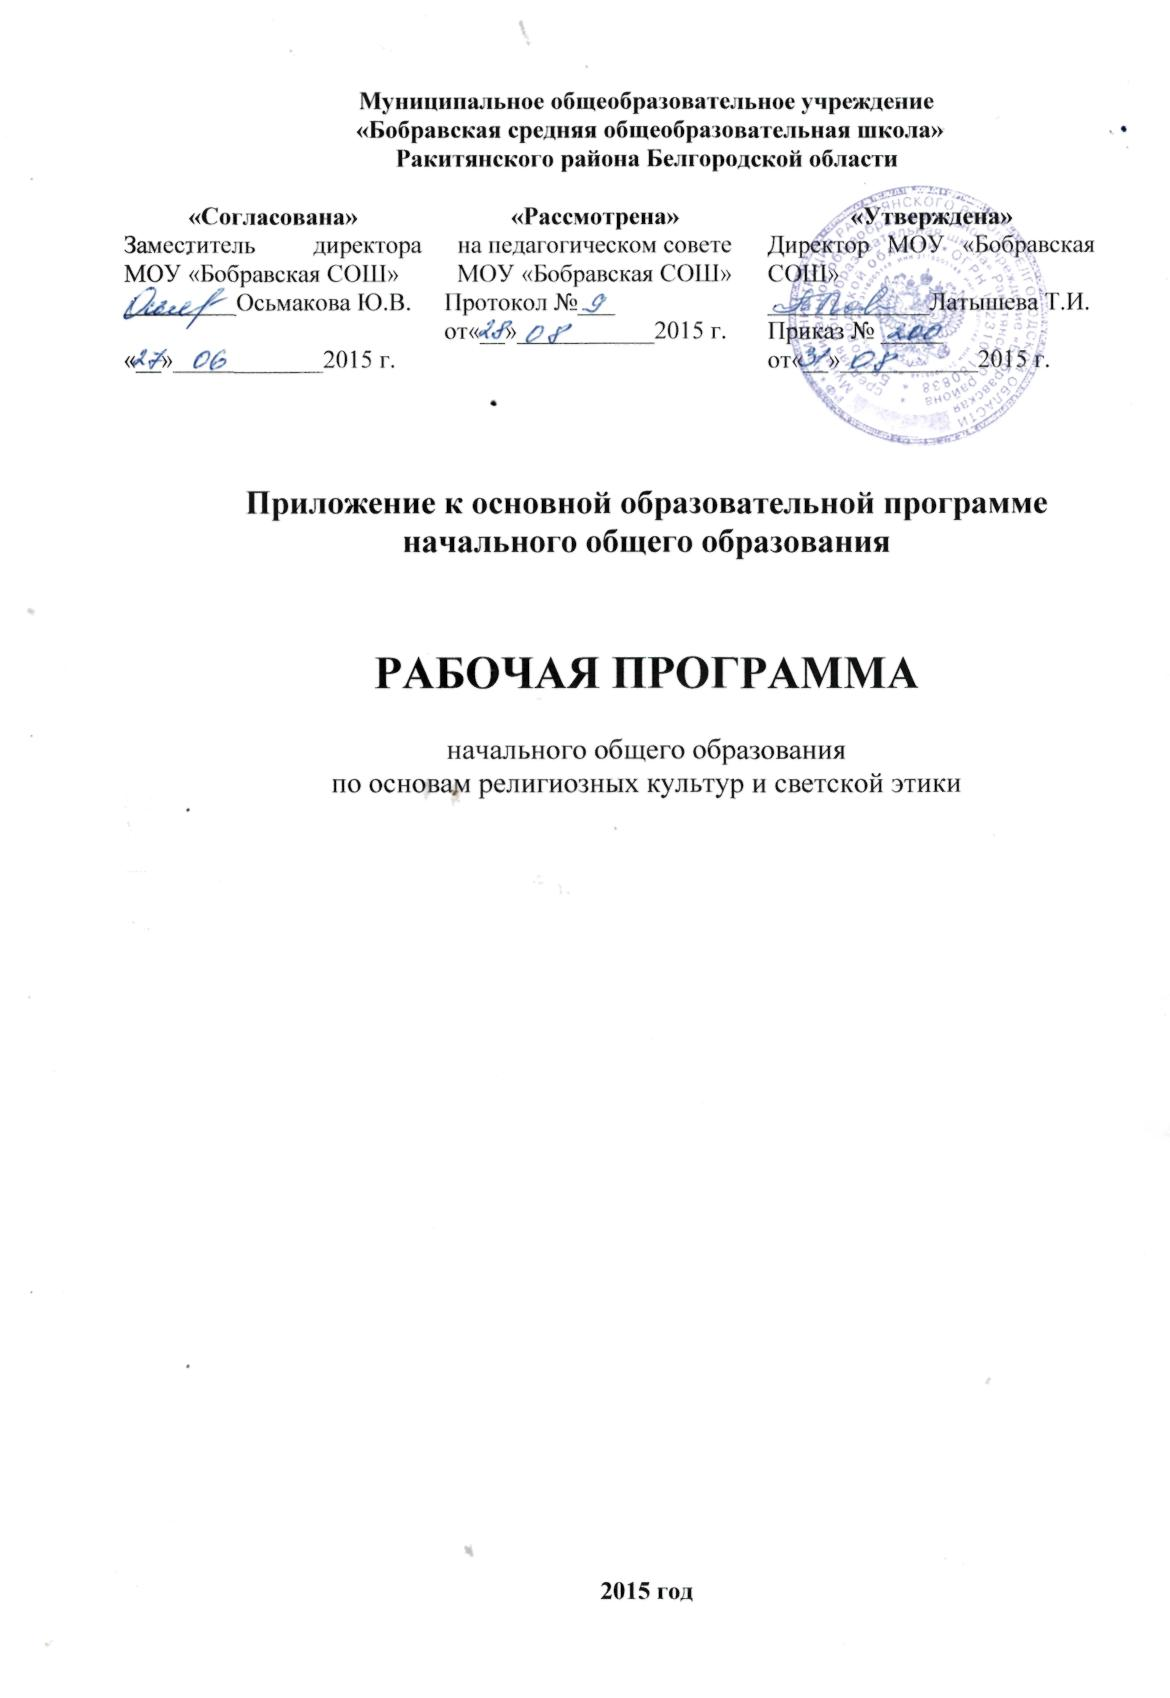 Муниципальное общеобразовательное учреждение
«Бобравская средняя общеобразовательная школа»
Ракитянского района Белгородской области
«Согласована»
Заместитель директора
МОУ «Бобравская СОШ»
Осьмакова Ю.В.
«27» 06 2015 г.
«Рассмотрена»
на педагогическом совете
МОУ «Бобравская СОШ»
Протокол № 9
от«28» 08 2015 г.
«Утверждена»
Директор МОУ «Бобравская
СОШ»
Латышева Т.И.
Приказ № 200
от«31» 08 2015 г.
Приложение к основной образовательной программе
начального общего образования
РАБОЧАЯ ПРОГРАММА
начального общего образования
по основам религиозных культур и светской этики
2015 год